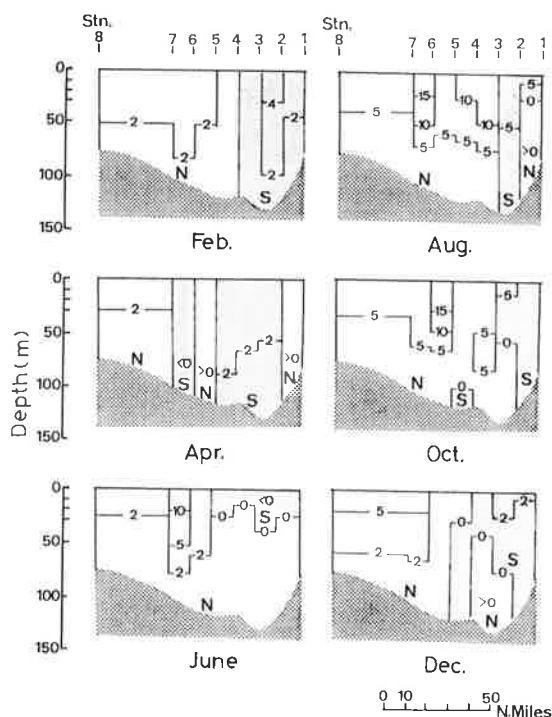 Stn. Stn.
8 7 6 5 4 3 2 1 8 7 6 5 4 3 2 1
0
50
100
150
2 2 2 4 2 2
N S
Feb.
5 15 10 5 5 5 5 10 10 5 5 0 >0
N S N
Aug.
Depth(m)
0
50
100
150
2 <0 >0 2 2 2 >0
N S N S N
Apr.
5 15 10 5 5 5 5 0 5 0
N S S
Oct.
0
50
100
150
2 10 5 2 2 0 0 <0 0 0
S
N
June
5 2 2 0 0 2 2 0 >0
N S N
Dec.
0 10 50
N.Miles